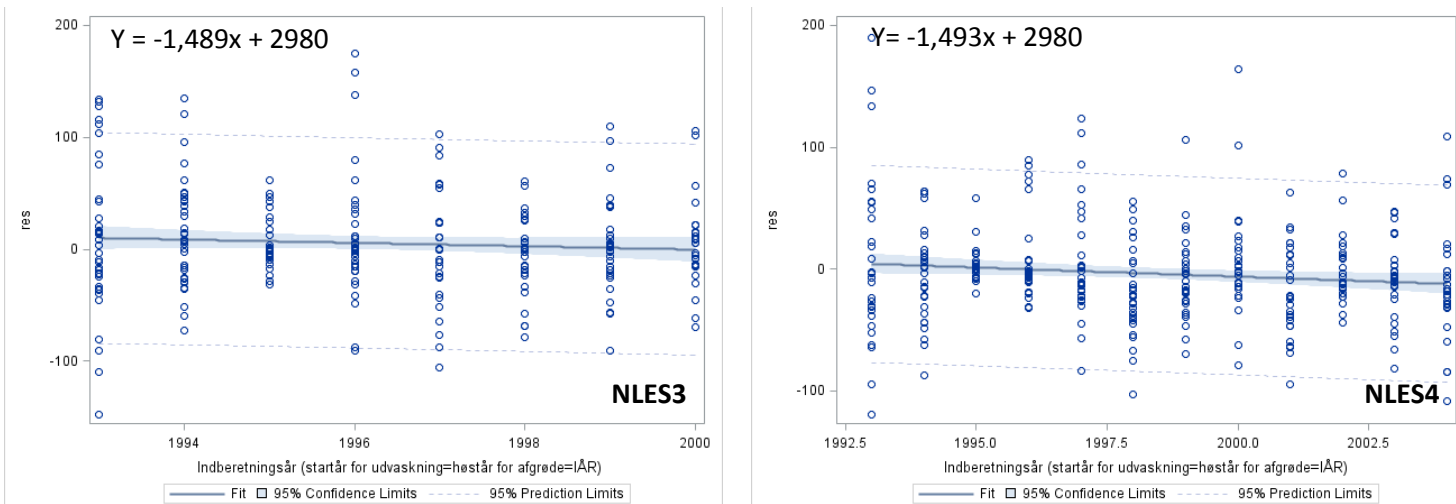 Y = -1,489x + 2980
200
100
0
-100
res
NLES3
1994
1996
1998
2000
Indberetningsår (startår for udvaskning=høstår for afgrøde=IÅR)
Fit 95% Confidence Limits 95% Prediction Limits
Y= -1,493x + 2980
200
100
0
-100
res
NLES4
1992.5
1995.0
1997.5
2000.0
2002.5
Indberetningsår (startår for udvaskning=høstår for afgrøde=IÅR)
Fit 95% Confidence Limits 95% Prediction Limits